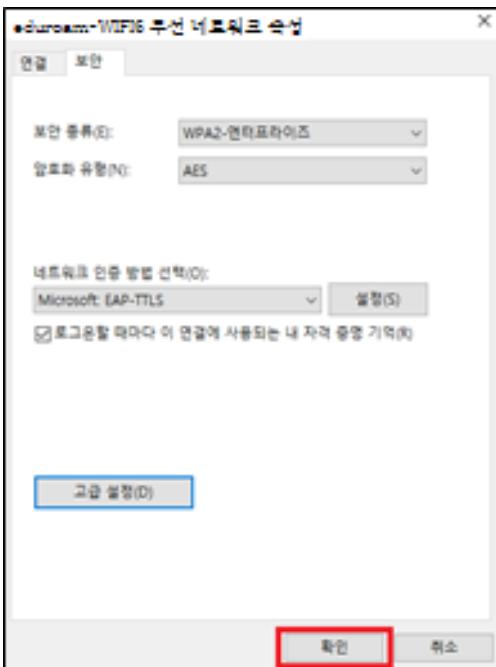 eduroam-WIFI6 무선 네트워크 속성
연결 보안
보안 종류(E): WPA2-엔터프라이즈
암호화 유형(N): AES
네트워크 인증 방법 선택(O):
Microsoft: EAP-TTLS 설정(S)
로그온할 때마다 이 연결에 사용되는 내 자격 증명 기억(R)
고급 설정(D)
확인 취소